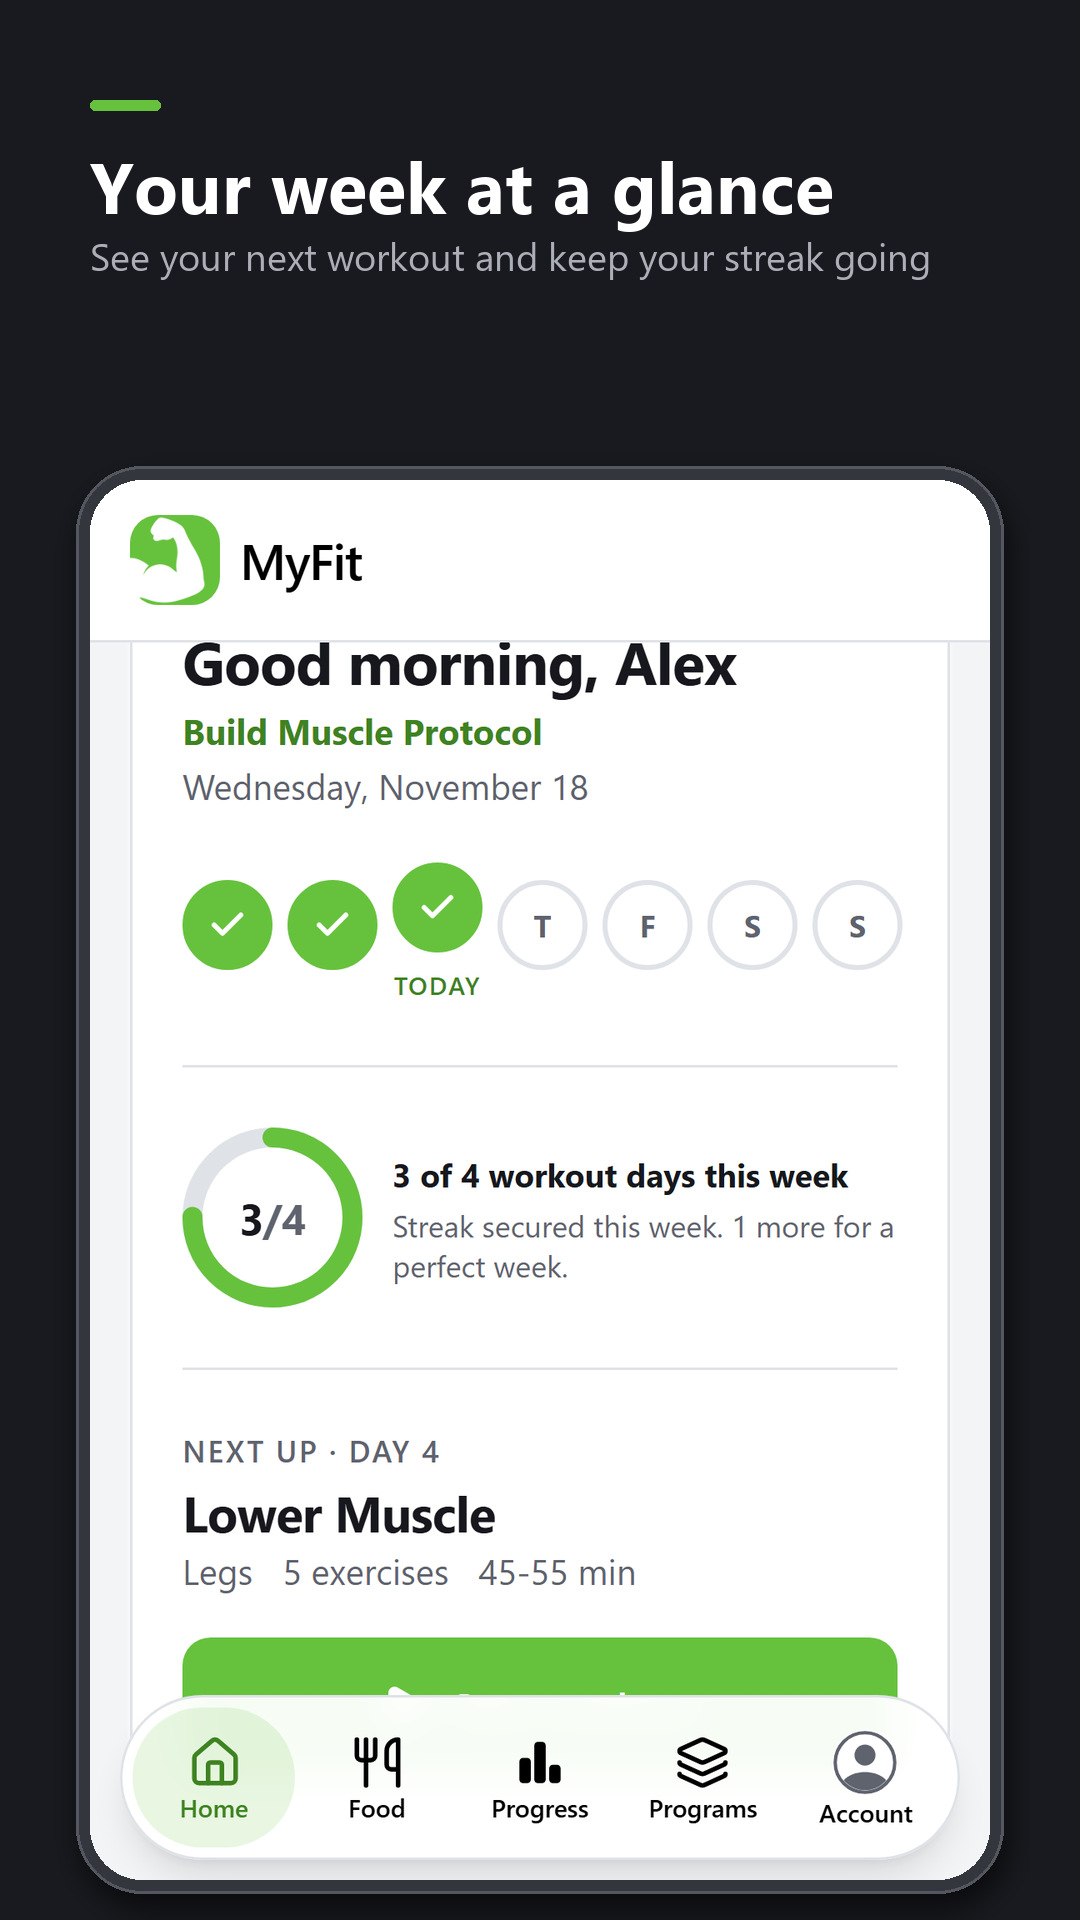 Your week at a glance
See your next workout and keep your streak going
MyFit
Good morning, Alex
Build Muscle Protocol
Wednesday, November 18
T F S S
TODAY
3/4
3 of 4 workout days this week
Streak secured this week. 1 more for a
perfect week.
NEXT UP · DAY 4
Lower Muscle
Legs 5 exercises 45-55 min
Home Food Progress Programs Account